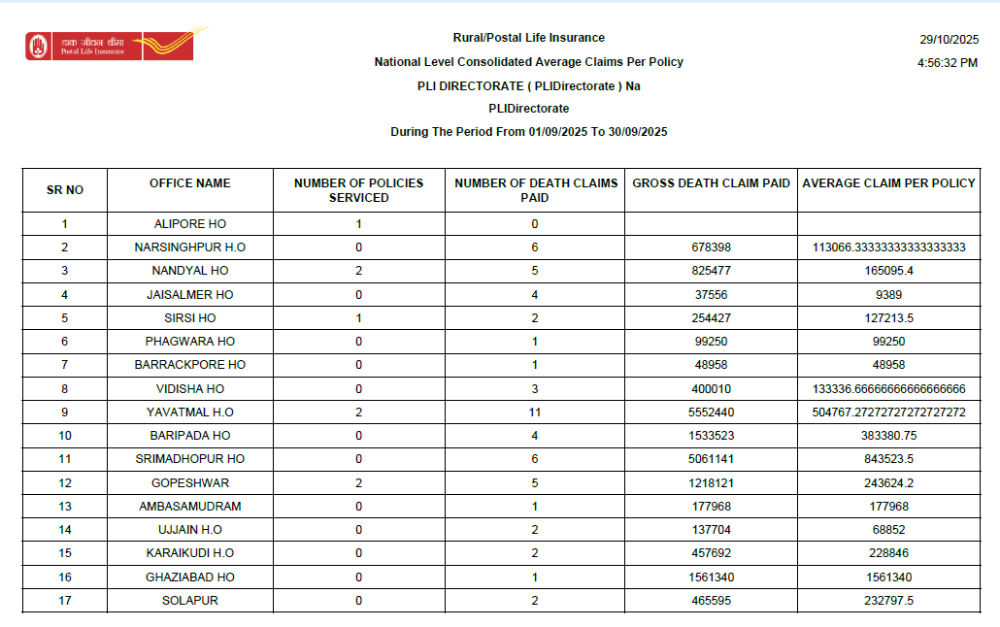 डाक जीवन बीमा
Postal Life Insurance
Rural/Postal Life Insurance
29/10/2025
National Level Consolidated Average Claims Per Policy
4:56:32 PM
PLI DIRECTORATE ( PLIDirectorate ) Na
PLIDirectorate
During The Period From 01/09/2025 To 30/09/2025
SR NO OFFICE NAME NUMBER OF POLICIES SERVICED NUMBER OF DEATH CLAIMS PAID GROSS DEATH CLAIM PAID AVERAGE CLAIM PER POLICY
1 ALIPORE HO 1 0
2 NARSINGHPUR H.O 0 6 678398 113066.33333333333333333
3 NANDYAL HO 2 5 825477 165095.4
4 JAISALMER HO 0 4 37556 9389
5 SIRSI HO 1 2 254427 127213.5
6 PHAGWARA HO 0 1 99250 99250
7 BARRACKPORE HO 0 1 48958 48958
8 VIDISHA HO 0 3 400010 133336.66666666666666666
9 YAVATMAL H.O 2 11 5552440 504767.27272727272727272
10 BARIPADA HO 0 4 1533523 383380.75
11 SRIMADHOPUR HO 0 6 5061141 843523.5
12 GOPESHWAR 2 5 1218121 243624.2
13 AMBASAMUDRAM 0 1 177968 177968
14 UJJAIN H.O 0 2 137704 68852
15 KARAIKUDI H.O 0 2 457692 228846
16 GHAZIABAD HO 0 1 1561340 1561340
17 SOLAPUR 0 2 465595 232797.5